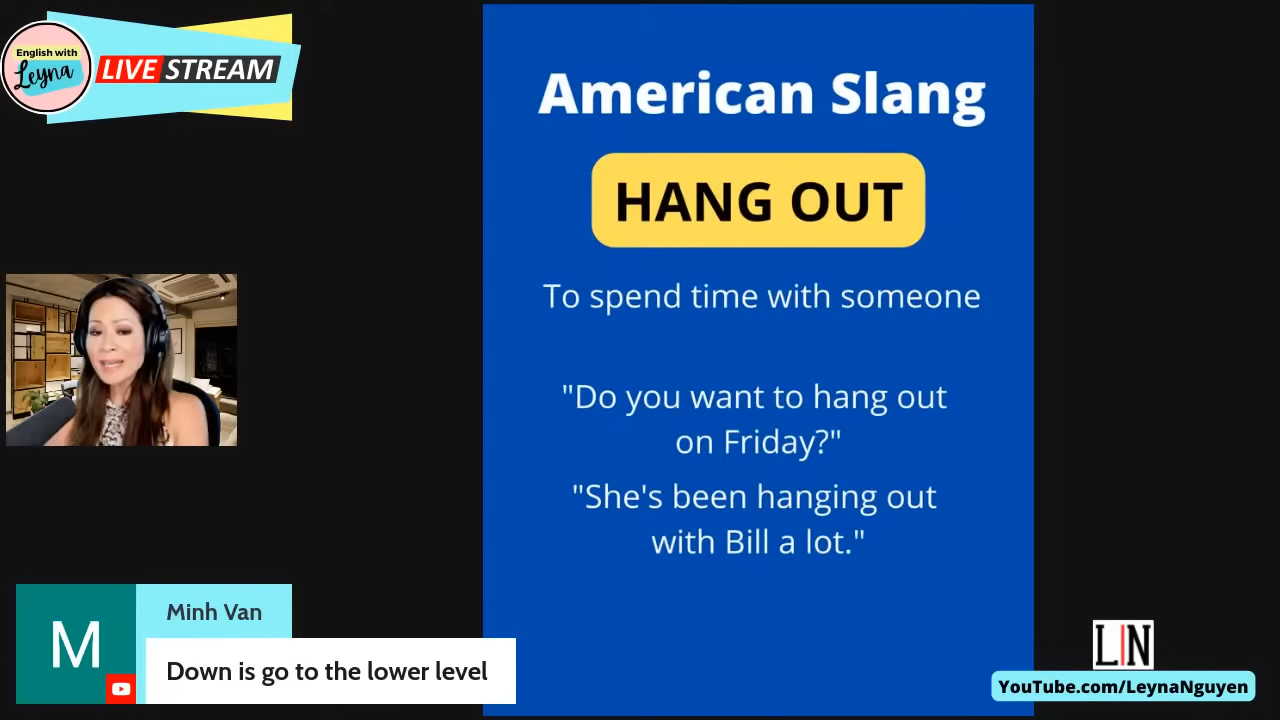 English with
Leyna
LIVE STREAM
American Slang
HANG OUT
To spend time with someone
"Do you want to hang out
on Friday?"
"She's been hanging out
with Bill a lot."
M
Minh Van
Down is go to the lower level
LIN
YouTube.com/LeynaNguyen